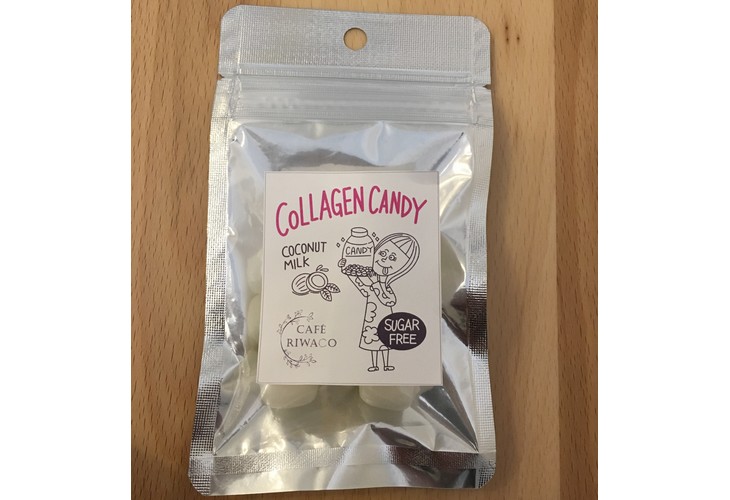 COLLAGEN CANDY
COCONUT
MILK
CANDY
CAFÉ
RIWACO
SUGAR
FREE